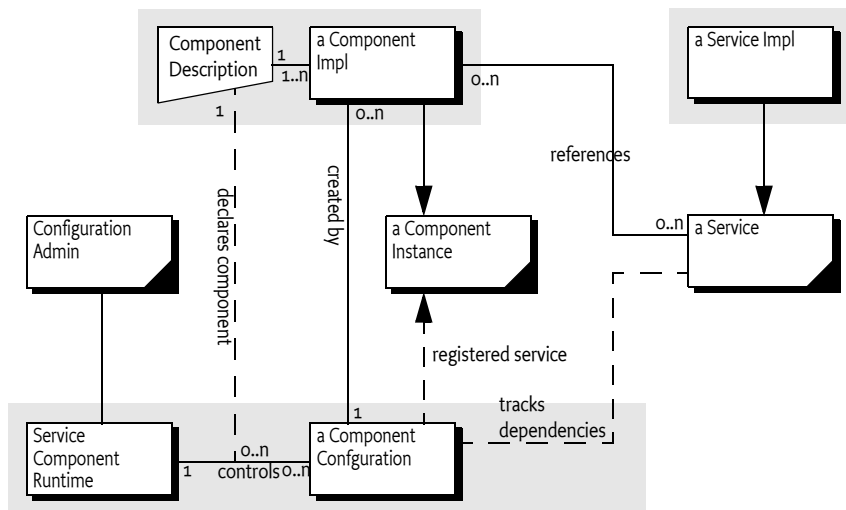 Component
Description
1
1..n
a Component
Impl
0..n
a Service Impl
1
0..n
references
created by
declares component
Configuration
Admin
a Component
Instance
0..n
a Service
registered service
tracks
dependencies
1
Service
Component
Runtime
1
0..n
controls
0..n
a Component
Confguration